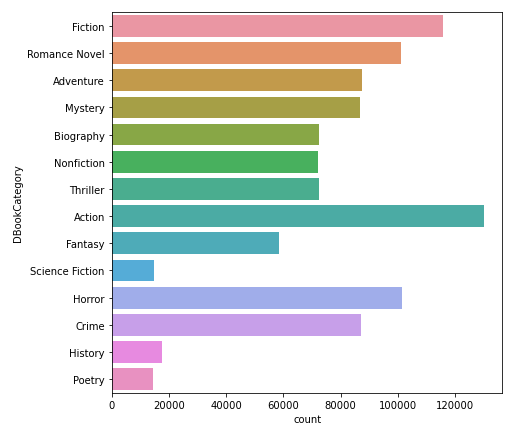 Fiction
Romance Novel
Adventure
Mystery
Biography
Nonfiction
Thriller
Action
Fantasy
Science Fiction
Horror
Crime
History
Poetry
DBookCategory
0 20000 40000 60000 80000 100000 120000
count